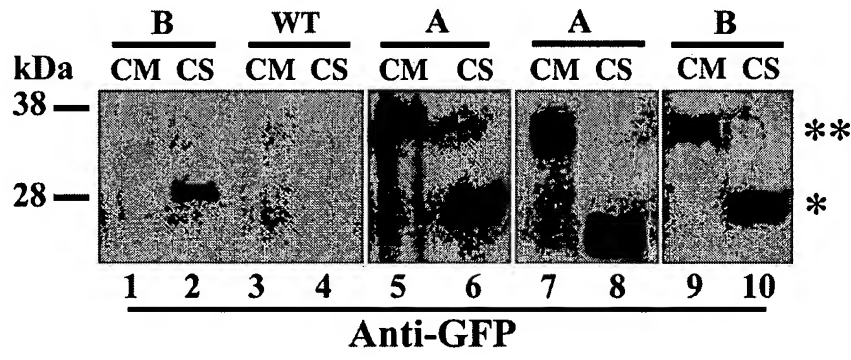 B WT A A B
kDa CM CS CM CS CM CS CM CS CM CS
38
**
28
*
1 2 3 4 5 6 7 8 9 10
Anti-GFP